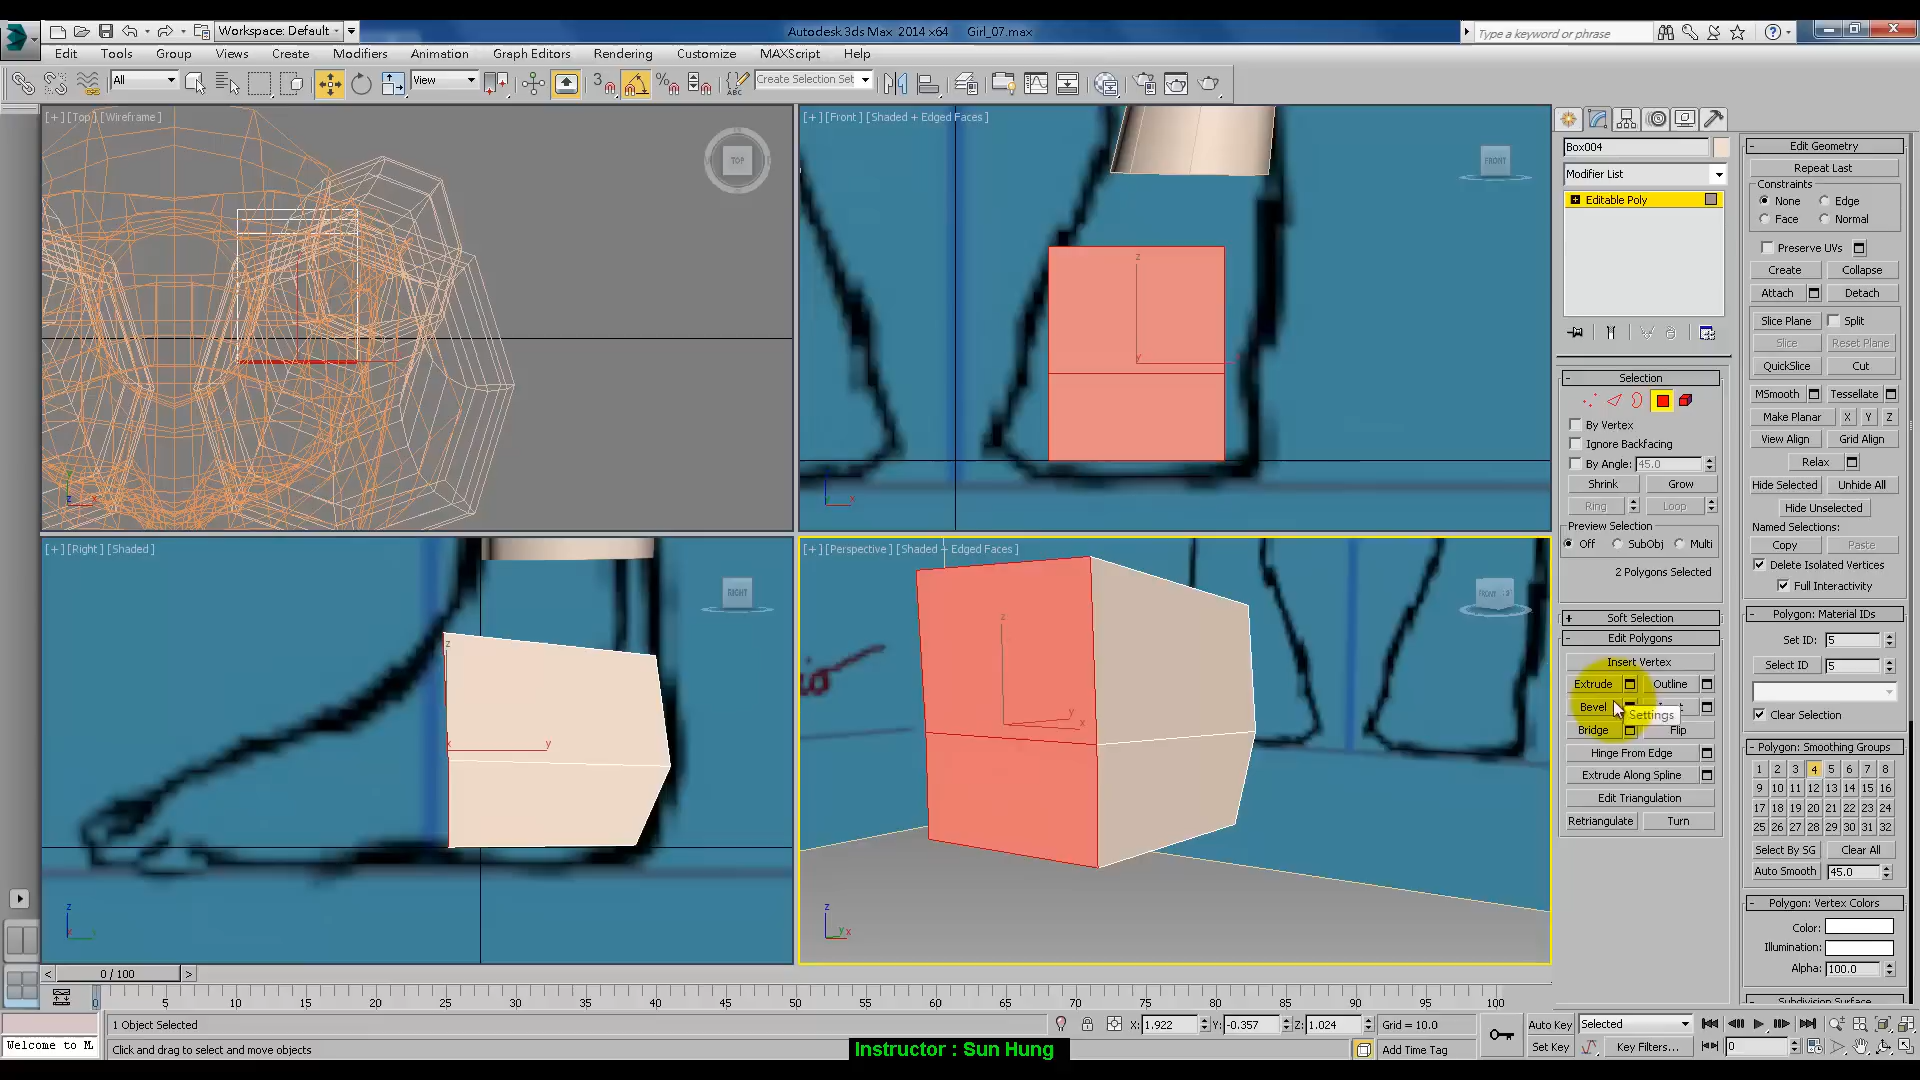 Workspace: Default
Autodesk 3ds Max 2014 x64 Girl_07.max
Type a keyword or phrase
Edit Tools Group Views Create Modifiers Animation Graph Editors Rendering Customize MAXScript Help
All View 3 ABC Create Selection Set
[+][Top][Wireframe]
TOP
[+][Front][Shaded + Edged Faces]
FRONT
[+][Right][Shaded]
RIGHT
[+][Perspective][Shaded + Edged Faces]
FRONT
Box004
Modifier List
Editable Poly
Selection
By Vertex
Ignore Backfacing
By Angle: 45.0
Shrink Grow
Ring Loop
Preview Selection
Off SubObj Multi
2 Polygons Selected
Soft Selection
Edit Polygons
Insert Vertex
Extrude Outline
Bevel
Settings
Bridge Flip
Hinge From Edge
Extrude Along Spline
Edit Triangulation
Retriangulate Turn
Edit Geometry
Repeat Last
Constraints
None Edge
Face Normal
Preserve UVs
Create Collapse
Attach Detach
Slice Plane Split
Slice Reset Plane
QuickSlice Cut
MSmooth Tessellate
Make Planar X Y Z
View Align Grid Align
Relax
Hide Selected Unhide All
Hide Unselected
Named Selections:
Copy Paste
Delete Isolated Vertices
Full Interactivity
Polygon: Material IDs
Set ID: 5
Select ID 5
Clear Selection
Polygon: Smoothing Groups
1 2 3 4 5 6 7 8
9 10 11 12 13 14 15 16
17 18 19 20 21 22 23 24
25 26 27 28 29 30 31 32
Select By SG Clear All
Auto Smooth 45.0
Polygon: Vertex Colors
Color:
Illumination:
Alpha: 100.0
Subdivision Surface
< 0 / 100 >
0 5 10 15 20 25 30 35 40 45 50 55 60 65 70 75 80 85 90 95 100
1 Object Selected X: 1.922 Y: -0.357 Z: 1.024 Grid = 10.0 Auto Key Selected
Welcome to M Click and drag to select and move objects Instructor : Sun Hung Add Time Tag Set Key Key Filters... 0